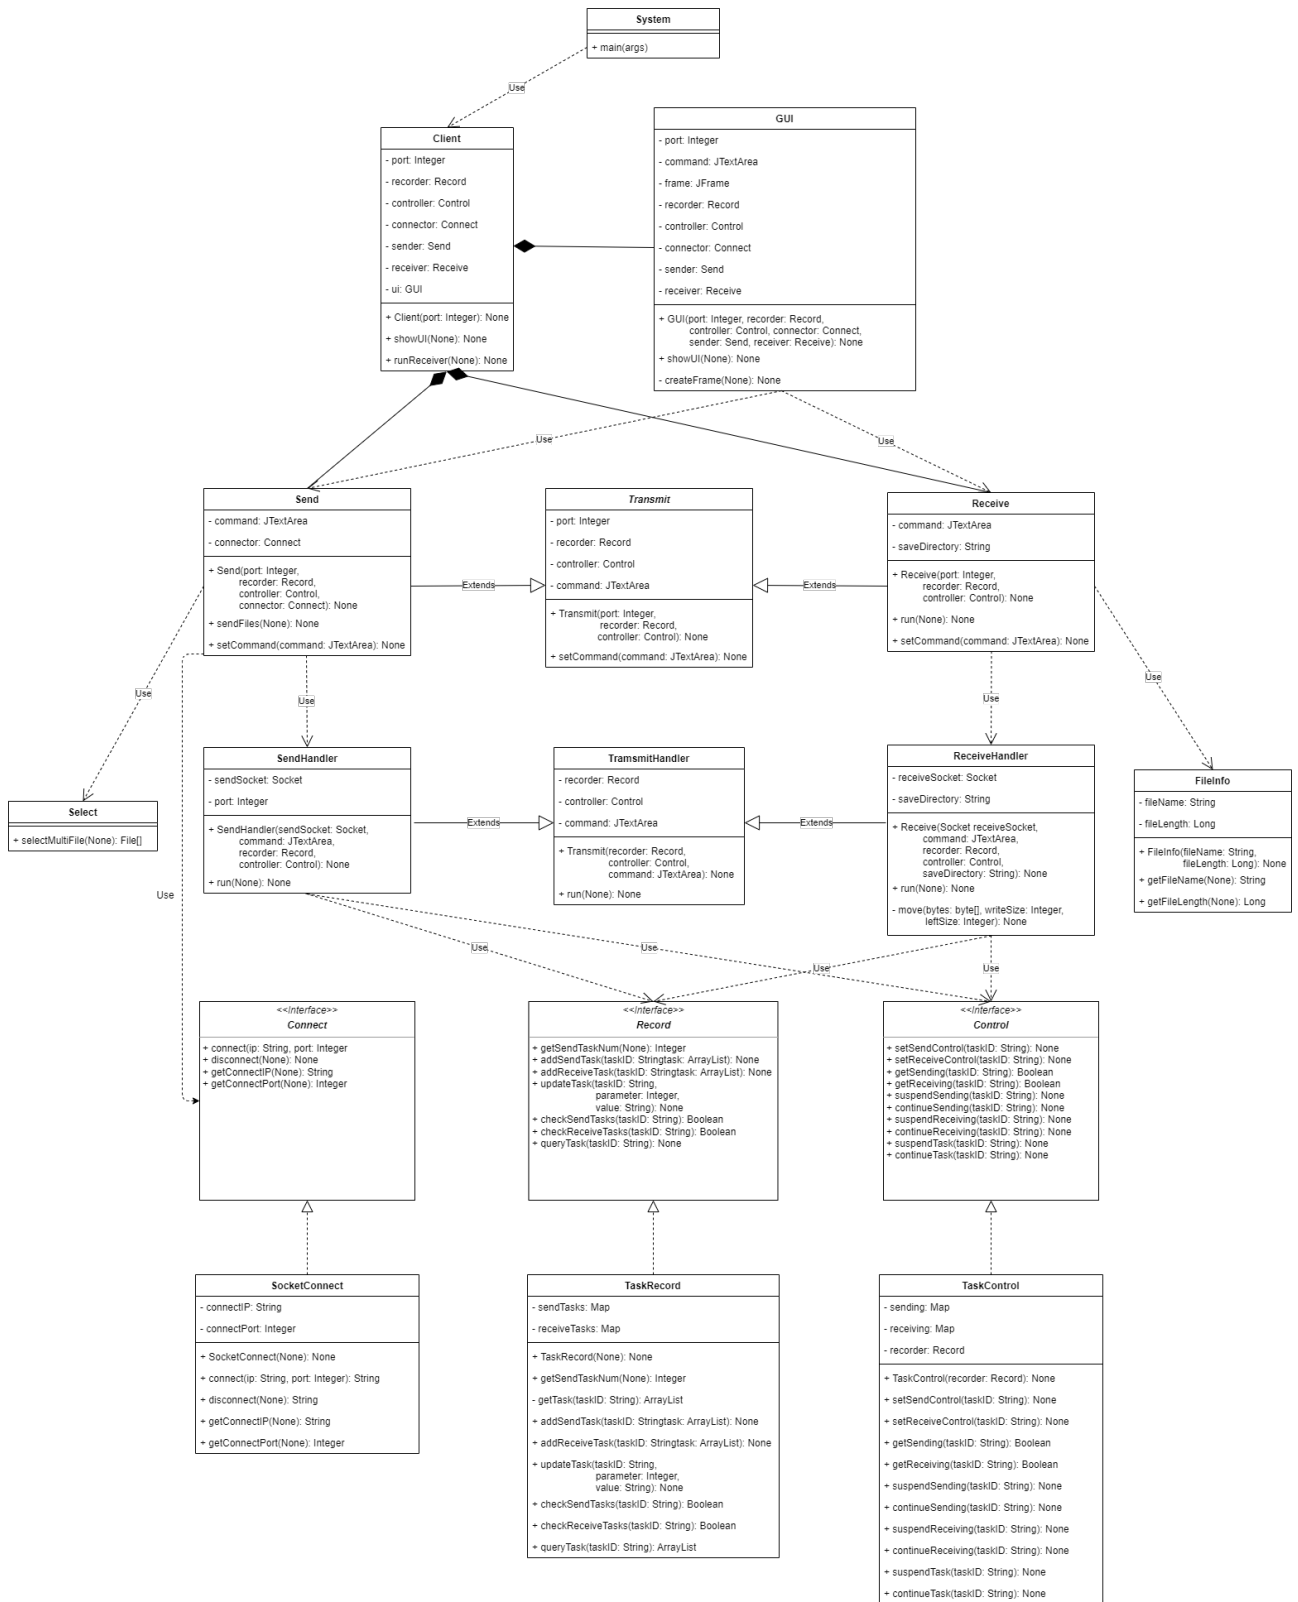 System
+ main(args)
Use
Client
- port: Integer
- recorder: Record
- controller: Control
- connector: Connect
- sender: Send
- receiver: Receive
- ui: GUI
+ Client(port: Integer): None
+ showUI(None): None
+ runReceiver(None): None
GUI
- port: Integer
- command: JTextArea
- frame: JFrame
- recorder: Record
- controller: Control
- connector: Connect
- sender: Send
- receiver: Receive
+ GUI(port: Integer, recorder: Record,
controller: Control, connector: Connect,
sender: Send, receiver: Receive): None
+ showUI(None): None
- createFrame(None): None
Use
Use
Send
- command: JTextArea
- connector: Connect
+ Send(port: Integer,
recorder: Record,
controller: Control,
connector: Connect): None
+ sendFiles(None): None
+ setCommand(command: JTextArea): None
Extends
Transmit
- port: Integer
- recorder: Record
- controller: Control
- command: JTextArea
+ Transmit(port: Integer,
recorder: Record,
controller: Control): None
+ setCommand(command: JTextArea): None
Extends
Receive
- command: JTextArea
- saveDirectory: String
+ Receive(port: Integer,
recorder: Record,
controller: Control): None
+ run(None): None
+ setCommand(command: JTextArea): None
Use
Use
Use
Use
Select
+ selectMultiFile(None): File[]
SendHandler
- sendSocket: Socket
- port: Integer
+ SendHandler(sendSocket: Socket,
command: JTextArea,
recorder: Record,
controller: Control): None
+ run(None): None
Extends
TramsmitHandler
- recorder: Record
- controller: Control
- command: JTextArea
+ Transmit(recorder: Record,
controller: Control,
command: JTextArea): None
+ run(None): None
Extends
ReceiveHandler
- receiveSocket: Socket
- saveDirectory: String
+ Receive(Socket receiveSocket,
command: JTextArea,
recorder: Record,
controller: Control,
saveDirectory: String): None
+ run(None): None
- move(bytes: byte[], writeSize: Integer,
leftSize: Integer): None
FileInfo
- fileName: String
- fileLength: Long
+ FileInfo(fileName: String,
fileLength: Long): None
+ getFileName(None): String
+ getFileLength(None): Long
Use
Use
Use
Use
Use
<<Interface>>
Connect
+ connect(ip: String, port: Integer
+ disconnect(None): None
+ getConnectIP(None): String
+ getConnectPort(None): Integer
<<Interface>>
Record
+ getSendTaskNum(None): Integer
+ addSendTask(taskID: Stringtask: ArrayList): None
+ addReceiveTask(taskID: Stringtask: ArrayList): None
+ updateTask(taskID: String,
parameter: Integer,
value: String): None
+ checkSendTasks(taskID: String): Boolean
+ checkReceiveTasks(taskID: String): Boolean
+ queryTask(taskID: String): None
<<Interface>>
Control
+ setSendControl(taskID: String): None
+ setReceiveControl(taskID: String): None
+ getSending(taskID: String): Boolean
+ getReceiving(taskID: String): Boolean
+ suspendSending(taskID: String): None
+ continueSending(taskID: String): None
+ suspendReceiving(taskID: String): None
+ continueReceiving(taskID: String): None
+ suspendTask(taskID: String): None
+ continueTask(taskID: String): None
SocketConnect
- connectIP: String
- connectPort: Integer
+ SocketConnect(None): None
+ connect(ip: String, port: Integer): String
+ disconnect(None): String
+ getConnectIP(None): String
+ getConnectPort(None): Integer
TaskRecord
- sendTasks: Map
- receiveTasks: Map
+ TaskRecord(None): None
+ getSendTaskNum(None): Integer
- getTask(taskID: String): ArrayList
+ addSendTask(taskID: Stringtask: ArrayList): None
+ addReceiveTask(taskID: Stringtask: ArrayList): None
+ updateTask(taskID: String,
parameter: Integer,
value: String): None
+ checkSendTasks(taskID: String): Boolean
+ checkReceiveTasks(taskID: String): Boolean
+ queryTask(taskID: String): ArrayList
TaskControl
- sending: Map
- receiving: Map
- recorder: Record
+ TaskControl(recorder: Record): None
+ setSendControl(taskID: String): None
+ setReceiveControl(taskID: String): None
+ getSending(taskID: String): Boolean
+ getReceiving(taskID: String): Boolean
+ suspendSending(taskID: String): None
+ continueSending(taskID: String): None
+ suspendReceiving(taskID: String): None
+ continueReceiving(taskID: String): None
+ suspendTask(taskID: String): None
+ continueTask(taskID: String): None